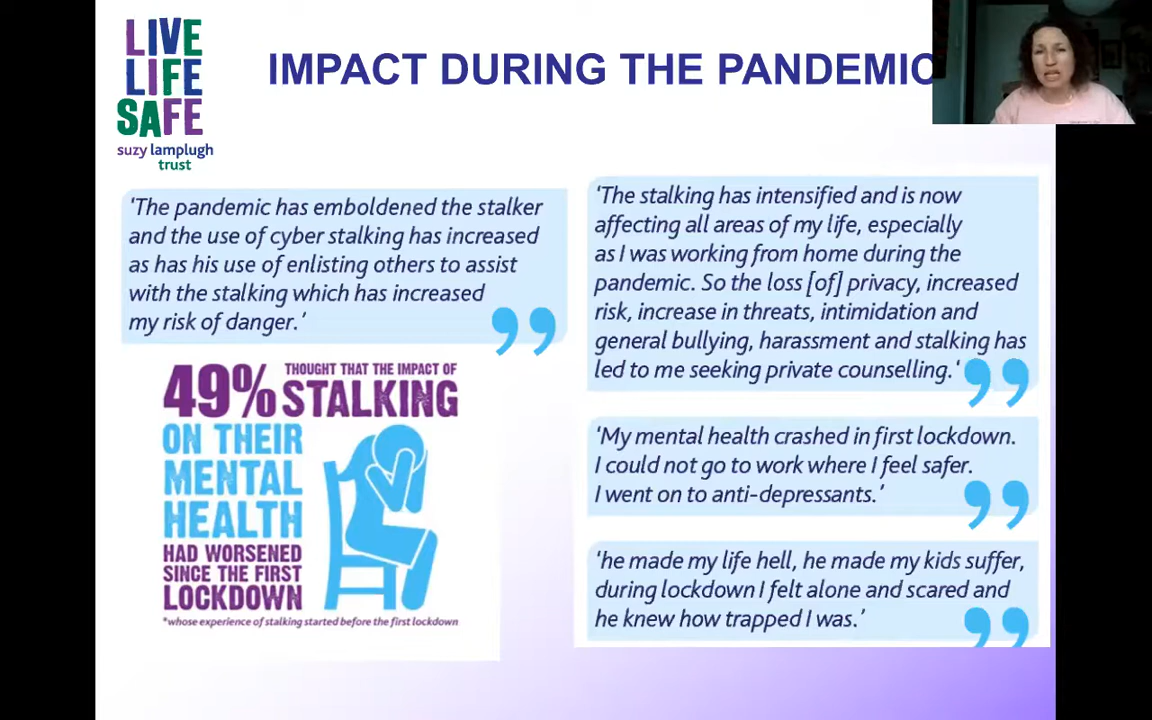 LIVE
LIFE
SAFE
suzy lamplugh
trust
IMPACT DURING THE PANDEMIC
‘The pandemic has emboldened the stalker
and the use of cyber stalking has increased
as has his use of enlisting others to assist
with the stalking which has increased
my risk of danger.’
49% THOUGHT THAT THE IMPACT OF
STALKING
ON THEIR
MENTAL
HEALTH
HAD WORSENED
SINCE THE FIRST
LOCKDOWN
*whose experience of stalking started before the first lockdown
‘The stalking has intensified and is now
affecting all areas of my life, especially
as I was working from home during the
pandemic. So the loss [of] privacy, increased
risk, increase in threats, intimidation and
general bullying, harassment and stalking has
led to me seeking private counselling.‘
‘My mental health crashed in first lockdown.
I could not go to work where I feel safer.
I went on to anti-depressants.’
‘he made my life hell, he made my kids suffer,
during lockdown I felt alone and scared and
he knew how trapped I was.’